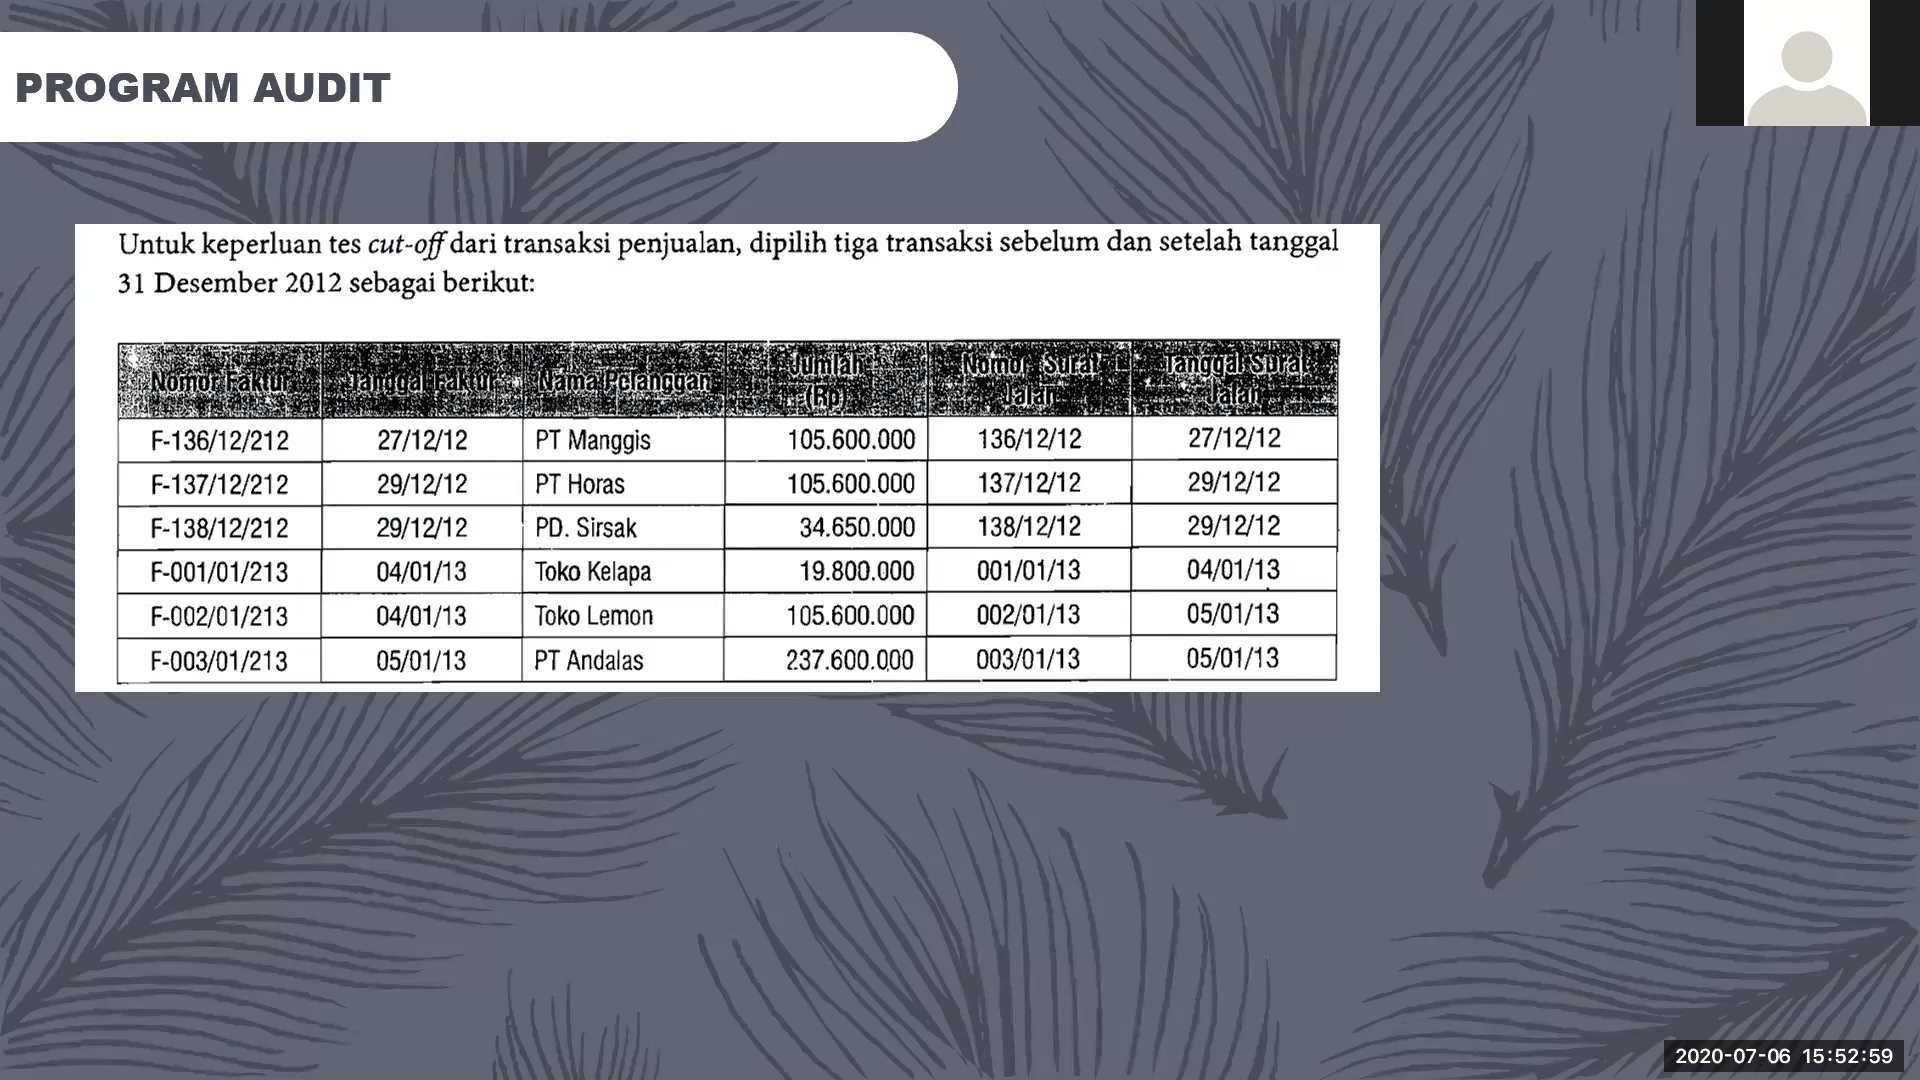 PROGRAM AUDIT
Untuk keperluan tes cut-off dari transaksi penjualan, dipilih tiga transaksi sebelum dan setelah tanggal
31 Desember 2012 sebagai berikut:
Nomor Faktur Tanggal Faktur Nama Pelanggan Jumlah (Rp) Nomor Surat Jalan Tanggal Surat Jalan
F-136/12/212 27/12/12 PT Manggis 105.600.000 136/12/12 27/12/12
F-137/12/212 29/12/12 PT Horas 105.600.000 137/12/12 29/12/12
F-138/12/212 29/12/12 PD. Sirsak 34.650.000 138/12/12 29/12/12
F-001/01/213 04/01/13 Toko Kelapa 19.800.000 001/01/13 04/01/13
F-002/01/213 04/01/13 Toko Lemon 105.600.000 002/01/13 05/01/13
F-003/01/213 05/01/13 PT Andalas 237.600.000 003/01/13 05/01/13
2020-07-06 15:52:59